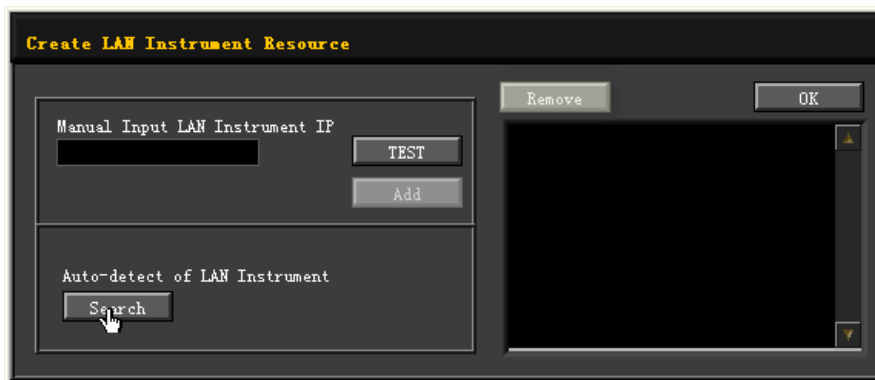 Create LAN Instrument Resource
Remove
OK
Manual Input LAN Instrument IP
TEST
Add
Auto-detect of LAN Instrument
Search